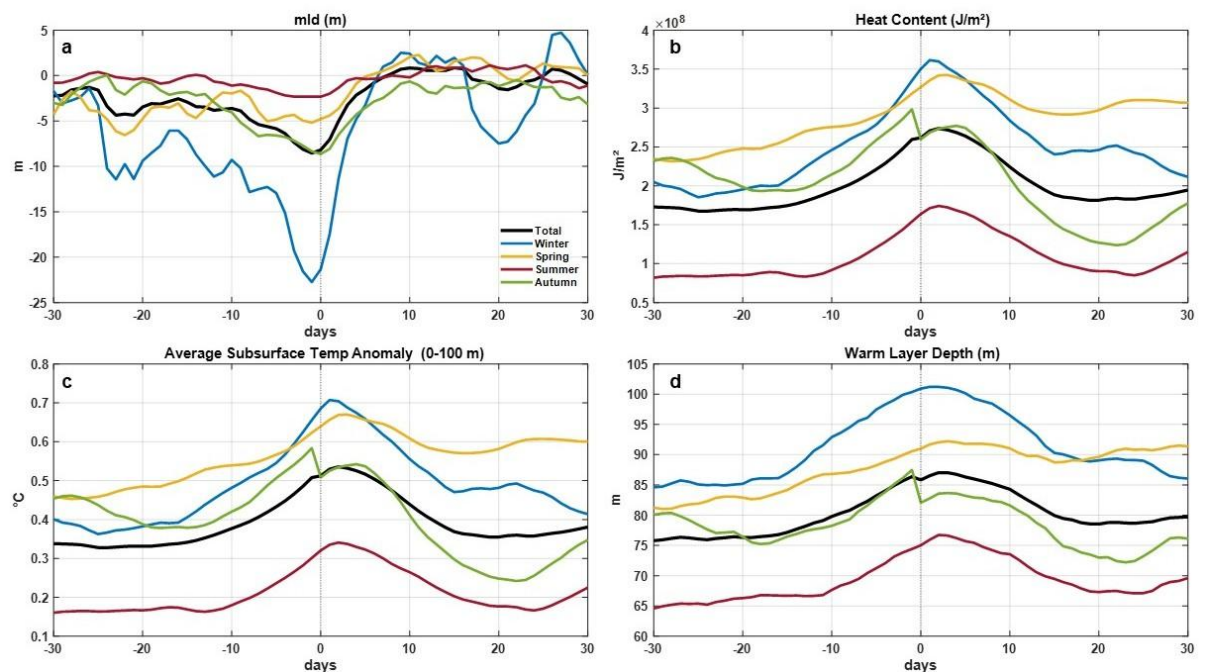 mld (m)
a
5
0
-5
-10
-15
-20
-25
m
Total
Winter
Spring
Summer
Autumn
-30
-20
-10
0
10
20
30
days
Heat Content (J/m²)
×10⁸
b
4
3.5
3
2.5
2
1.5
1
0.5
J/m²
-30
-20
-10
0
10
20
30
days
Average Subsurface Temp Anomaly (0-100 m)
c
0.8
0.7
0.6
0.5
0.4
0.3
0.2
0.1
°C
-30
-20
-10
0
10
20
30
days
Warm Layer Depth (m)
d
105
100
95
90
85
80
75
70
65
60
m
-30
-20
-10
0
10
20
30
days